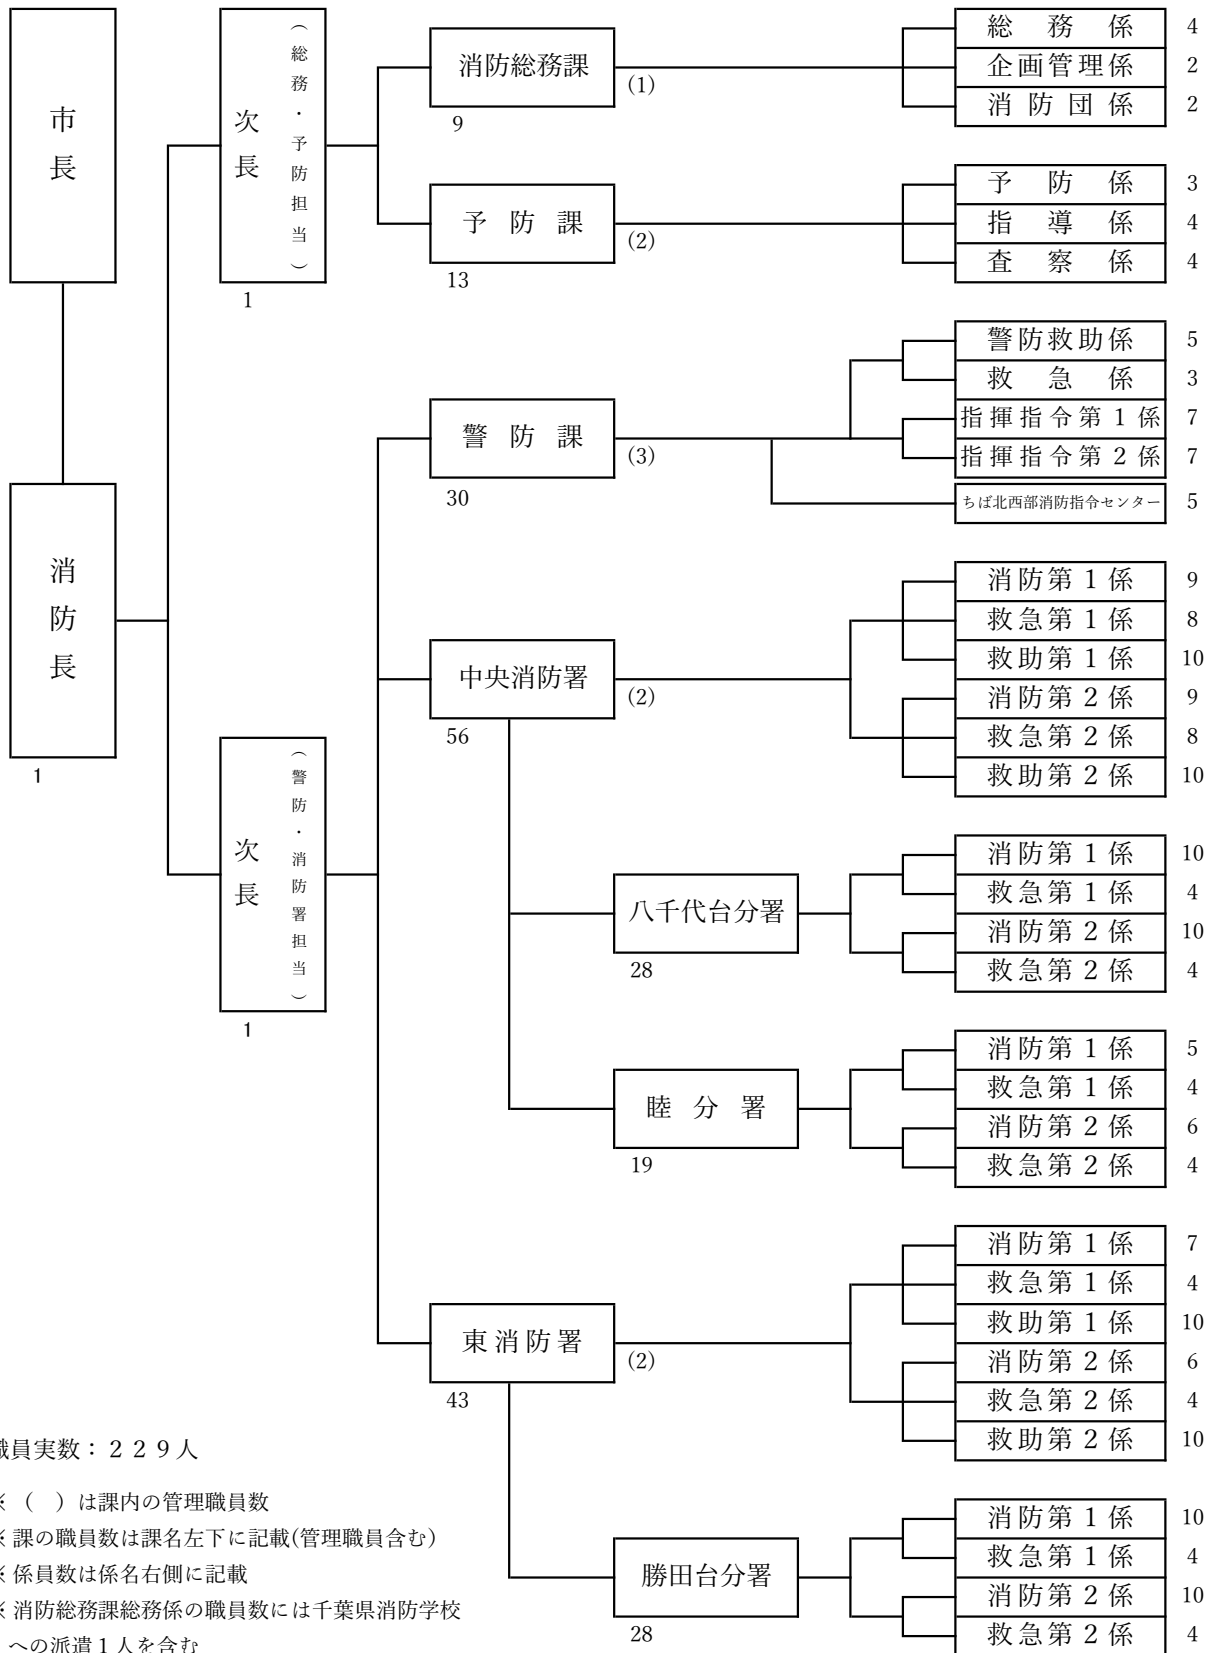 市長
消防長
1
次長
（総務・予防担当）
1
次長
（警防・消防署担当）
1
消防総務課
(1)
9
総務係 4
企画管理係 2
消防団係 2
予防課
(2)
13
予防係 3
指導係 4
査察係 4
警防課
(3)
30
警防救助係 5
救急係 3
指揮指令第１係 7
指揮指令第２係 7
ちば北西部消防指令センター 5
中央消防署
(2)
56
消防第１係 9
救急第１係 8
救助第１係 10
消防第２係 9
救急第２係 8
救助第２係 10
八千代台分署
28
消防第１係 10
救急第１係 4
消防第２係 10
救急第２係 4
睦分署
19
消防第１係 5
救急第１係 4
消防第２係 6
救急第２係 4
東消防署
(2)
43
消防第１係 7
救急第１係 4
救助第１係 10
消防第２係 6
救急第２係 4
救助第２係 10
勝田台分署
28
消防第１係 10
救急第１係 4
消防第２係 10
救急第２係 4
職員実数：２２９人
※（　）は課内の管理職員数
※ 課の職員数は課名左下に記載(管理職員含む)
※ 係員数は係名右側に記載
※ 消防総務課総務係の職員数には千葉県消防学校
への派遣１人を含む